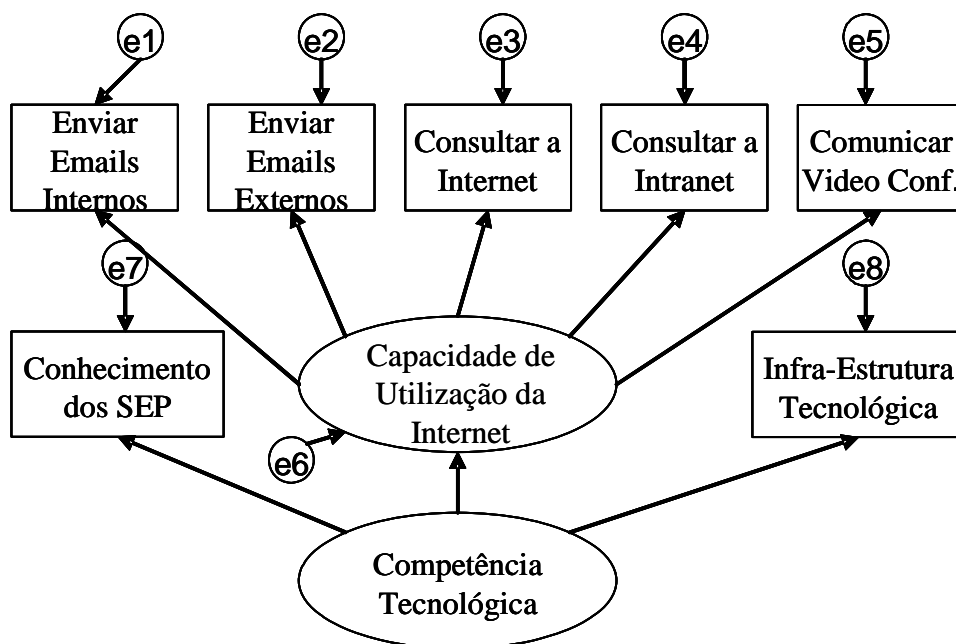 e1
e2
e3
e4
e5
Enviar
Emails
Internos
Enviar
Emails
Externos
Consultar a
Internet
Consultar a
Intranet
Comunicar
Video Conf.
e7
e8
Conhecimento
dos SEP
Capacidade de
Utilização da
Internet
Infra-Estrutura
Tecnológica
e6
Competência
Tecnológica